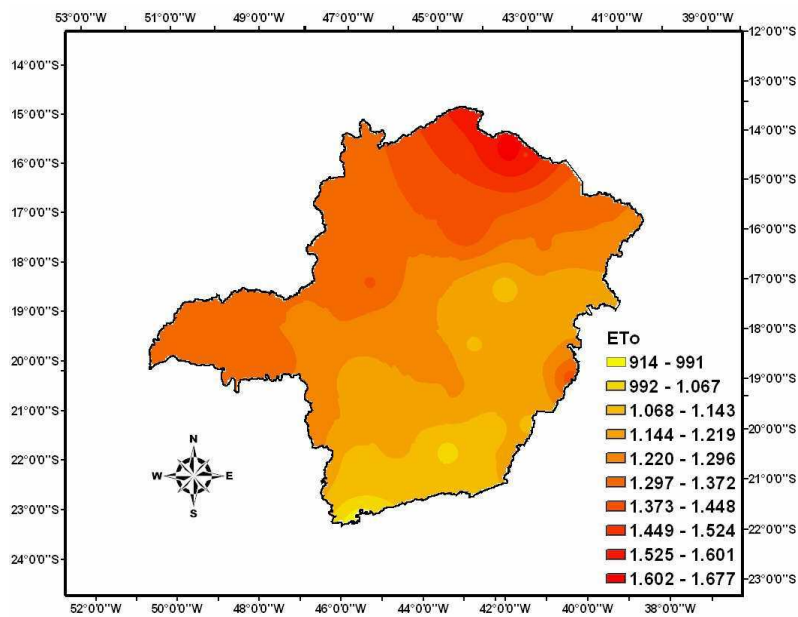 53°0'0"W 51°0'0"W 49°0'0"W 47°0'0"W 45°0'0"W 43°0'0"W 41°0'0"W 39°0'0"W
12°0'0"S
14°0'0"S
13°0'0"S
15°0'0"S
14°0'0"S
16°0'0"S
15°0'0"S
17°0'0"S
16°0'0"S
18°0'0"S
17°0'0"S
19°0'0"S
18°0'0"S
ETo
20°0'0"S
914 - 991
19°0'0"S
992 - 1.067
21°0'0"S
1.068 - 1.143
20°0'0"S
1.144 - 1.219
N
22°0'0"S
1.220 - 1.296
W E
21°0'0"S
1.297 - 1.372
S
23°0'0"S
1.373 - 1.448
22°0'0"S
1.449 - 1.524
24°0'0"S
1.525 - 1.601
23°0'0"S
1.602 - 1.677
52°0'0"W 50°0'0"W 48°0'0"W 46°0'0"W 44°0'0"W 42°0'0"W 40°0'0"W 38°0'0"W